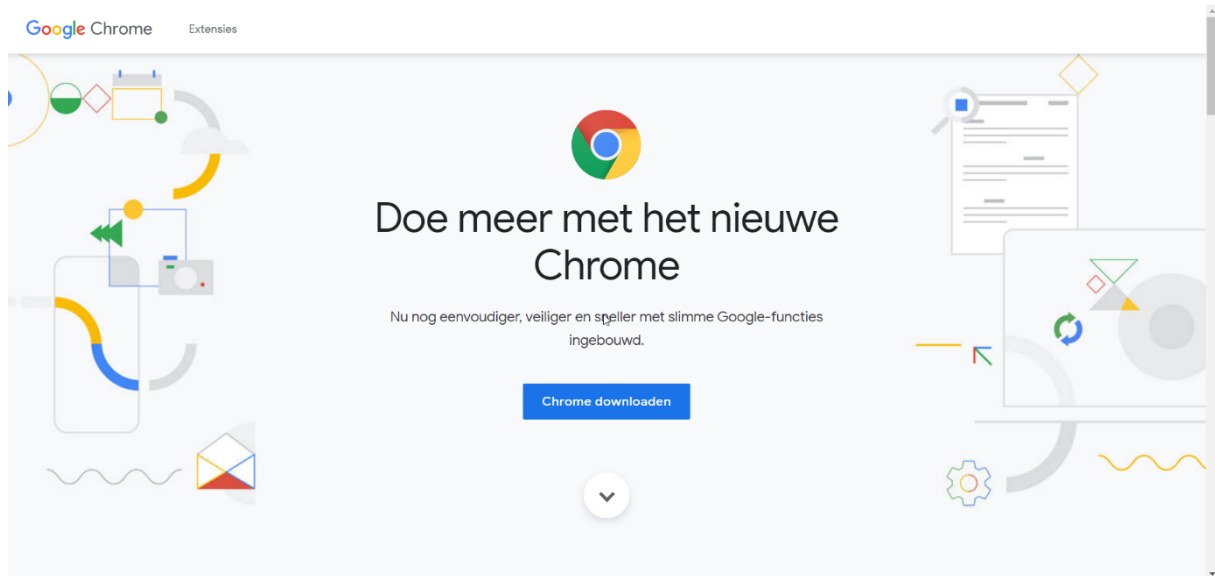 Google Chrome
Extensies
Doe meer met het nieuwe
Chrome
Nu nog eenvoudiger, veiliger en sneller met slimme Google-functies
ingebouwd.
Chrome downloaden